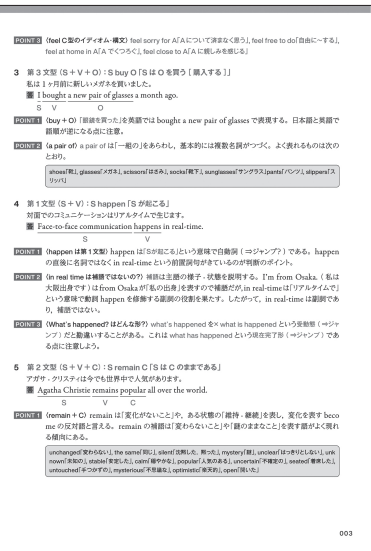 POINT 3 〈feel C型のイディオム・構文〉feel sorry for A「Aについて済まなく思う」, feel free to do「自由に〜する」,
feel at home in A「Aでくつろぐ」, feel close to A「Aに親しみを感じる」
3 第3文型（S+V+O）：S buy O「SはOを買う［購入する］」
私は1ヶ月前に新しいメガネを買いました。
答 I bought a new pair of glasses a month ago.
S V O
POINT 1 〈buy + O〉「眼鏡を買った」を英語では bought a new pair of glasses で表現する。日本語と英語で
語順が逆になる点に注意。
POINT 2 〈a pair of〉a pair of は「一組の」をあらわし，基本的には複数名詞がつづく。よく表れるものは次の
とおり。
shoes「靴」, glasses「メガネ」, scissors「はさみ」, socks「靴下」, sunglasses「サングラス」pants「パンツ」, slippers「ス
リッパ」
4 第1文型（S+V）：S happen「Sが起こる」
対面でのコミュニケーションはリアルタイムで生じます。
答 Face-to-face communication happens in real-time.
S V
POINT 1 〈happen は第1文型〉happen は「Sが起こる」という意味で自動詞（⇒ジャンプ？）である。happen
の直後に名詞ではなく in real-time という前置詞句がきているのが判断のポイント。
POINT 2 〈in real time は補語ではないの?〉補語は主語の様子・状態を説明する。I'm from Osaka.（私は
大阪出身です）は from Osaka が「私の出身」を表すので補語だが, in real-time は「リアルタイムで」
という意味で動詞 happen を修飾する副詞の役割を果たす。したがって，in real-time は副詞であ
り，補語ではない。
POINT 3 〈What's happened? はどんな形?〉what's happened を× what is happened という受動態（⇒ジャ
ンプ）だと勘違いすることがある。これは what has happened という現在完了形（⇒ジャンプ）であ
る点に注意しよう。
5 第2文型（S+V+C）：S remain C「SはCのままである」
アガサ・クリスティは今でも世界中で人気があります。
答 Agatha Christie remains popular all over the world.
S V C
POINT 1 〈remain + C〉remain は「変化がないこと」や，ある状態の「維持・継続」を表し，変化を表す beco
me の反対語と言える。remain の補語は「変わらないこと」や「謎のままなこと」を表す語がよく現れ
る傾向にある。
unchanged「変わらない」, the same「同じ」, silent「沈黙した，黙った」, mystery「謎」, unclear「はっきりとしない」, unk
nown「未知の」, stable「安定した」, calm「穏やかな」, popular「人気のある」, uncertain「不確定の」, seated「着席した」,
untouched「手つかずの」, mysterious「不思議な」, optimistic「楽天的」, open「開いた」
003